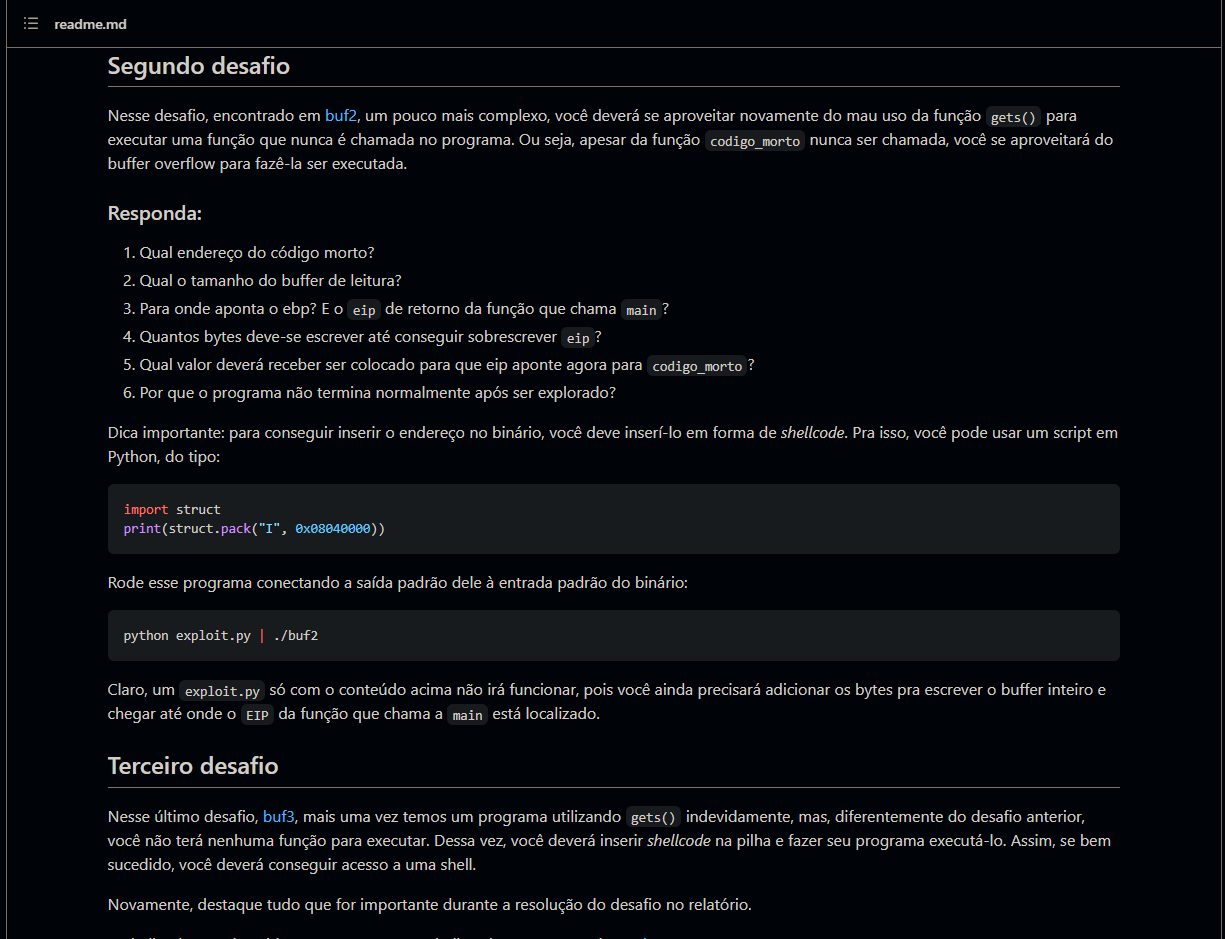 readme.md
Segundo desafio
Nesse desafio, encontrado em buf2, um pouco mais complexo, você deverá se aproveitar novamente do mau uso da função gets() para
executar uma função que nunca é chamada no programa. Ou seja, apesar da função codigo_morto nunca ser chamada, você se aproveitará do
buffer overflow para fazê-la ser executada.
Responda:
1. Qual endereço do código morto?
2. Qual o tamanho do buffer de leitura?
3. Para onde aponta o ebp? E o eip de retorno da função que chama main?
4. Quantos bytes deve-se escrever até conseguir sobrescrever eip?
5. Qual valor deverá receber ser colocado para que eip aponte agora para codigo_morto?
6. Por que o programa não termina normalmente após ser explorado?
Dica importante: para conseguir inserir o endereço no binário, você deve inserí-lo em forma de shellcode. Pra isso, você pode usar um script em
Python, do tipo:
import struct
print(struct.pack("I", 0x08040000))
Rode esse programa conectando a saída padrão dele à entrada padrão do binário:
python exploit.py | ./buf2
Claro, um exploit.py só com o conteúdo acima não irá funcionar, pois você ainda precisará adicionar os bytes pra escrever o buffer inteiro e
chegar até onde o EIP da função que chama a main está localizado.
Terceiro desafio
Nesse último desafio, buf3, mais uma vez temos um programa utilizando gets() indevidamente, mas, diferentemente do desafio anterior,
você não terá nenhuma função para executar. Dessa vez, você deverá inserir shellcode na pilha e fazer seu programa executá-lo. Assim, se bem
sucedido, você deverá conseguir acesso a uma shell.
Novamente, destaque tudo que for importante durante a resolução do desafio no relatório.